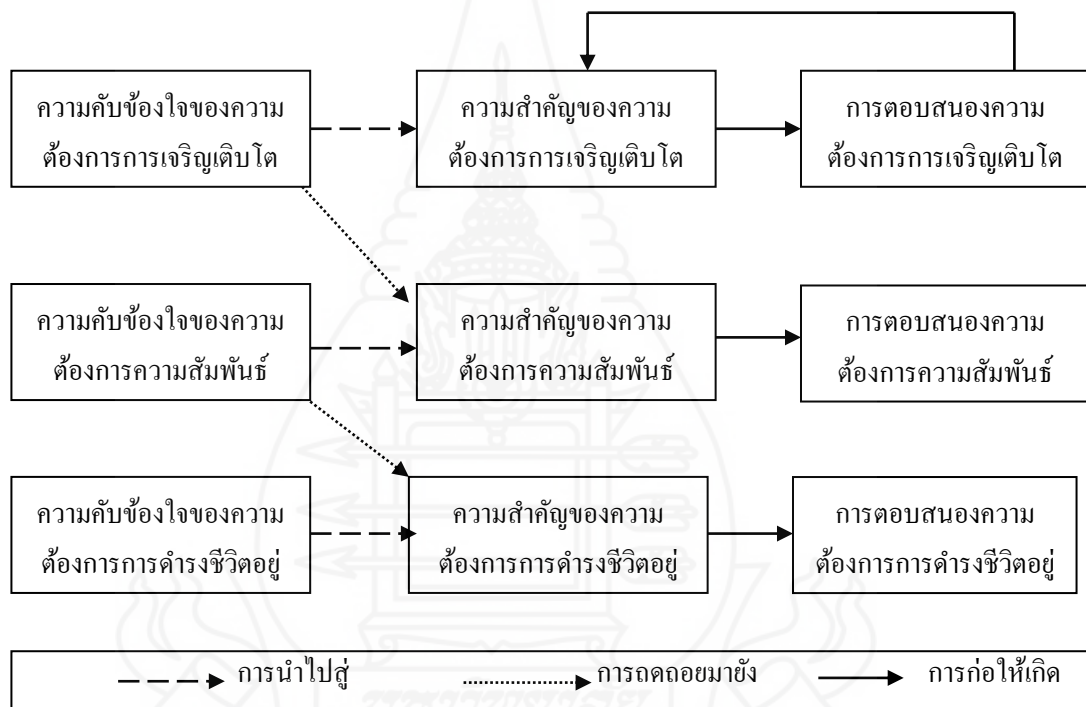 ความคับข้องใจของความ
ต้องการการเจริญเติบโต
ความสำคัญของความ
ต้องการการเจริญเติบโต
การตอบสนองความ
ต้องการการเจริญเติบโต
ความคับข้องใจของความ
ต้องการความสัมพันธ์
ความสำคัญของความ
ต้องการความสัมพันธ์
การตอบสนองความ
ต้องการความสัมพันธ์
ความคับข้องใจของความ
ต้องการการดำรงชีวิตอยู่
ความสำคัญของความ
ต้องการการดำรงชีวิตอยู่
การตอบสนองความ
ต้องการการดำรงชีวิตอยู่
การนำไปสู่ การถดถอยมายัง การก่อให้เกิด